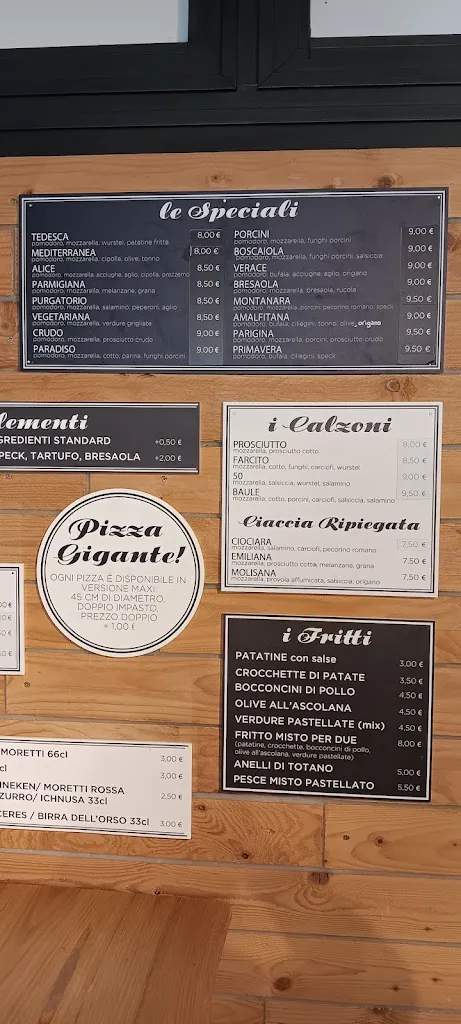 le Speciali
TEDESCA 8,00 €
pomodoro, mozzarella, wurstel, patatine fritte
MEDITERRANEA 8,00 €
pomodoro, mozzarella, cipolla, olive, tonno
ALICE 8,50 €
pomodoro, mozzarella, acciughe, aglio, cipolla, prezzemolo
PARMIGIANA 8,50 €
pomodoro, mozzarella, melanzane, grana
PURGATORIO 8,50 €
pomodoro, mozzarella, salamino, peperoni, aglio
VEGETARIANA 8,50 €
pomodoro, mozzarella, verdure grigliate
CRUDO 9,00 €
pomodoro, mozzarella, prosciutto crudo
PARADISO 9,00 €
pomodoro, mozzarella, cotto, panna, funghi porcini
PORCINI 9,00 €
pomodoro, mozzarella, funghi porcini
BOSCAIOLA 9,00 €
pomodoro, mozzarella, funghi porcini, salsiccia
VERACE 9,00 €
pomodoro, bufala, acciughe, aglio, origano
BRESAOLA 9,00 €
pomodoro, mozzarella, bresaola, rucola
MONTANARA 9,50 €
pomodoro, mozzarella, porcini, pecorino romano, speck
AMALFITANA 9,00 €
pomodoro, bufala, ciliegini, tonno, olive, origano
PARIGINA 9,50 €
pomodoro, mozzarella, porcini, prosciutto crudo
PRIMAVERA 9,50 €
pomodoro, bufala, ciliegini, speck
lementi
GREDIENTI STANDARD +0,50 €
PECK, TARTUFO, BRESAOLA +2,00 €
i Calzoni
PROSCIUTTO 8,00 €
mozzarella, prosciutto cotto
FARCITO 8,50 €
mozzarella, cotto, funghi, carciofi, wurstel
50 9,00 €
mozzarella, salsiccia, wurstel, salamino
BAULE 9,50 €
mozzarella, cotto, porcini, carciofi, salsiccia, salamino
Ciaccia Ripiegata
CIOCIARA 7,50 €
mozzarella, salamino, carciofi, pecorino romano
EMILIANA 7,50 €
mozzarella, prosciutto cotto, melanzane, grana
MOLISANA 7,50 €
mozzarella, provola affumicata, salsiccia, origano
Pizza
Gigante!
OGNI PIZZA È DISPONIBILE IN
VERSIONE MAXI:
45 CM DI DIAMETRO,
DOPPIO IMPASTO,
PREZZO DOPPIO
+ 1,00 €
i Fritti
PATATINE con salse 3,00 €
CROCCHETTE DI PATATE 3,50 €
BOCCONCINI DI POLLO 4,50 €
OLIVE ALL'ASCOLANA 4,50 €
VERDURE PASTELLATE (mix) 4,50 €
FRITTO MISTO PER DUE 8,00 €
(patatine, crocchette, bocconcini di pollo,
olive all'ascolana, verdure pastellate)
ANELLI DI TOTANO 5,00 €
PESCE MISTO PASTELLATO 5,50 €
MORETTI 66cl 3,00 €
cl 3,00 €
INEKEN/ MORETTI ROSSA
ZURRO/ ICHNUSA 33cl 2,50 €
CERES / BIRRA DELL'ORSO 33cl 3,00 €